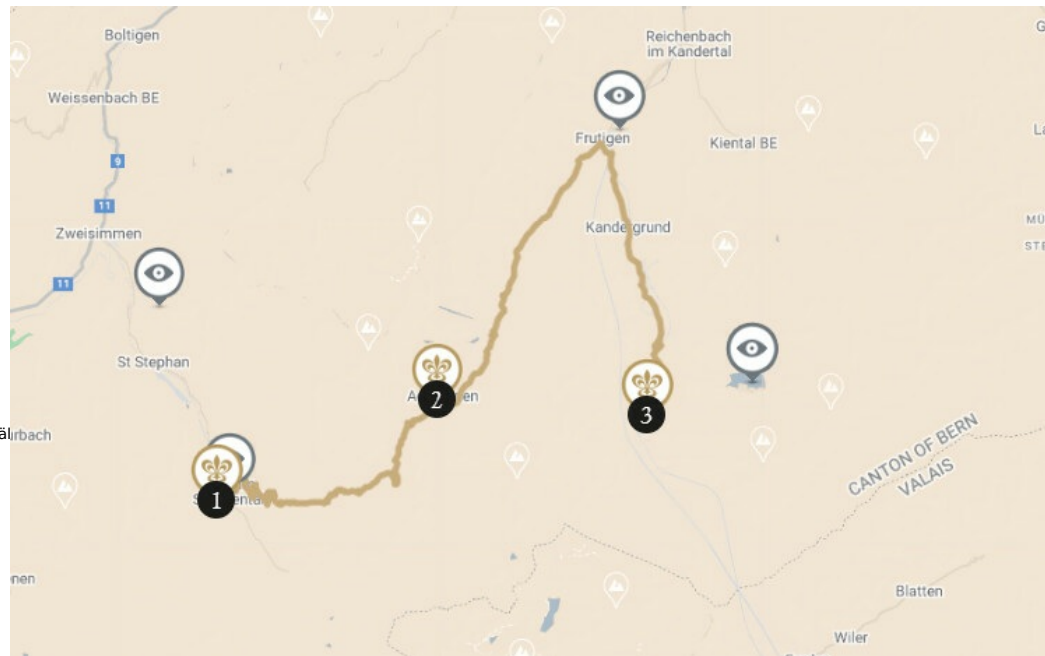 Boltigen
Reichenbach
im Kandertal
Weissenbach BE
Frutigen
Kiental BE
9
11
Zweisimmen
Kandergrund
11
St Stephan
2
3
1
CANTON OF BERN
VALAIS
Blatten
Wiler